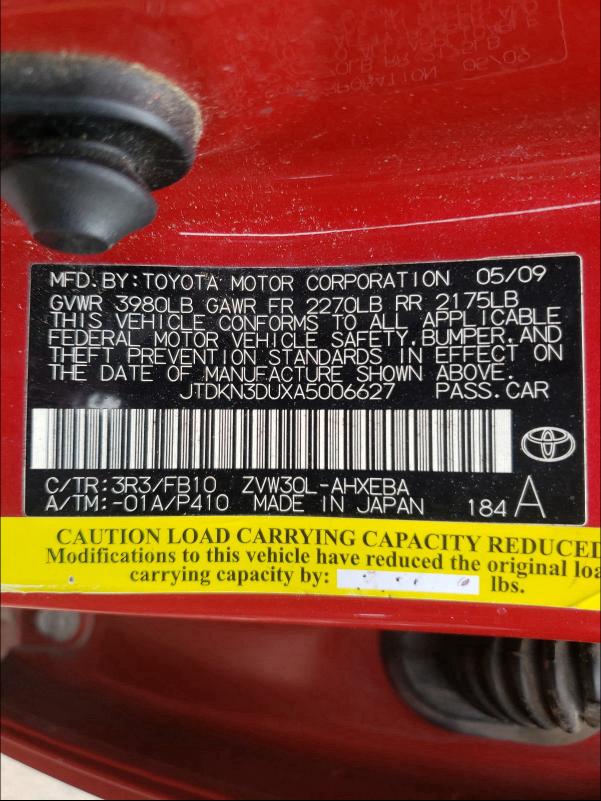 MFD.BY:TOYOTA MOTOR CORPORATION 05/09
GVWR 3980LB GAWR FR 2270LB RR 2175LB
THIS VEHICLE CONFORMS TO ALL APPLICABLE
FEDERAL MOTOR VEHICLE SAFETY,BUMPER,AND
THEFT PREVENTION STANDARDS IN EFFECT ON
THE DATE OF MANUFACTURE SHOWN ABOVE.
JTDKN3DUXA5006627 PASS.CAR
C/TR:3R3/FB10 ZVW30L-AHXEBA
A/TM:-01A/P410 MADE IN JAPAN 184 A
CAUTION LOAD CARRYING CAPACITY REDUCED
Modifications to this vehicle have reduced the original loa
carrying capacity by: lbs.